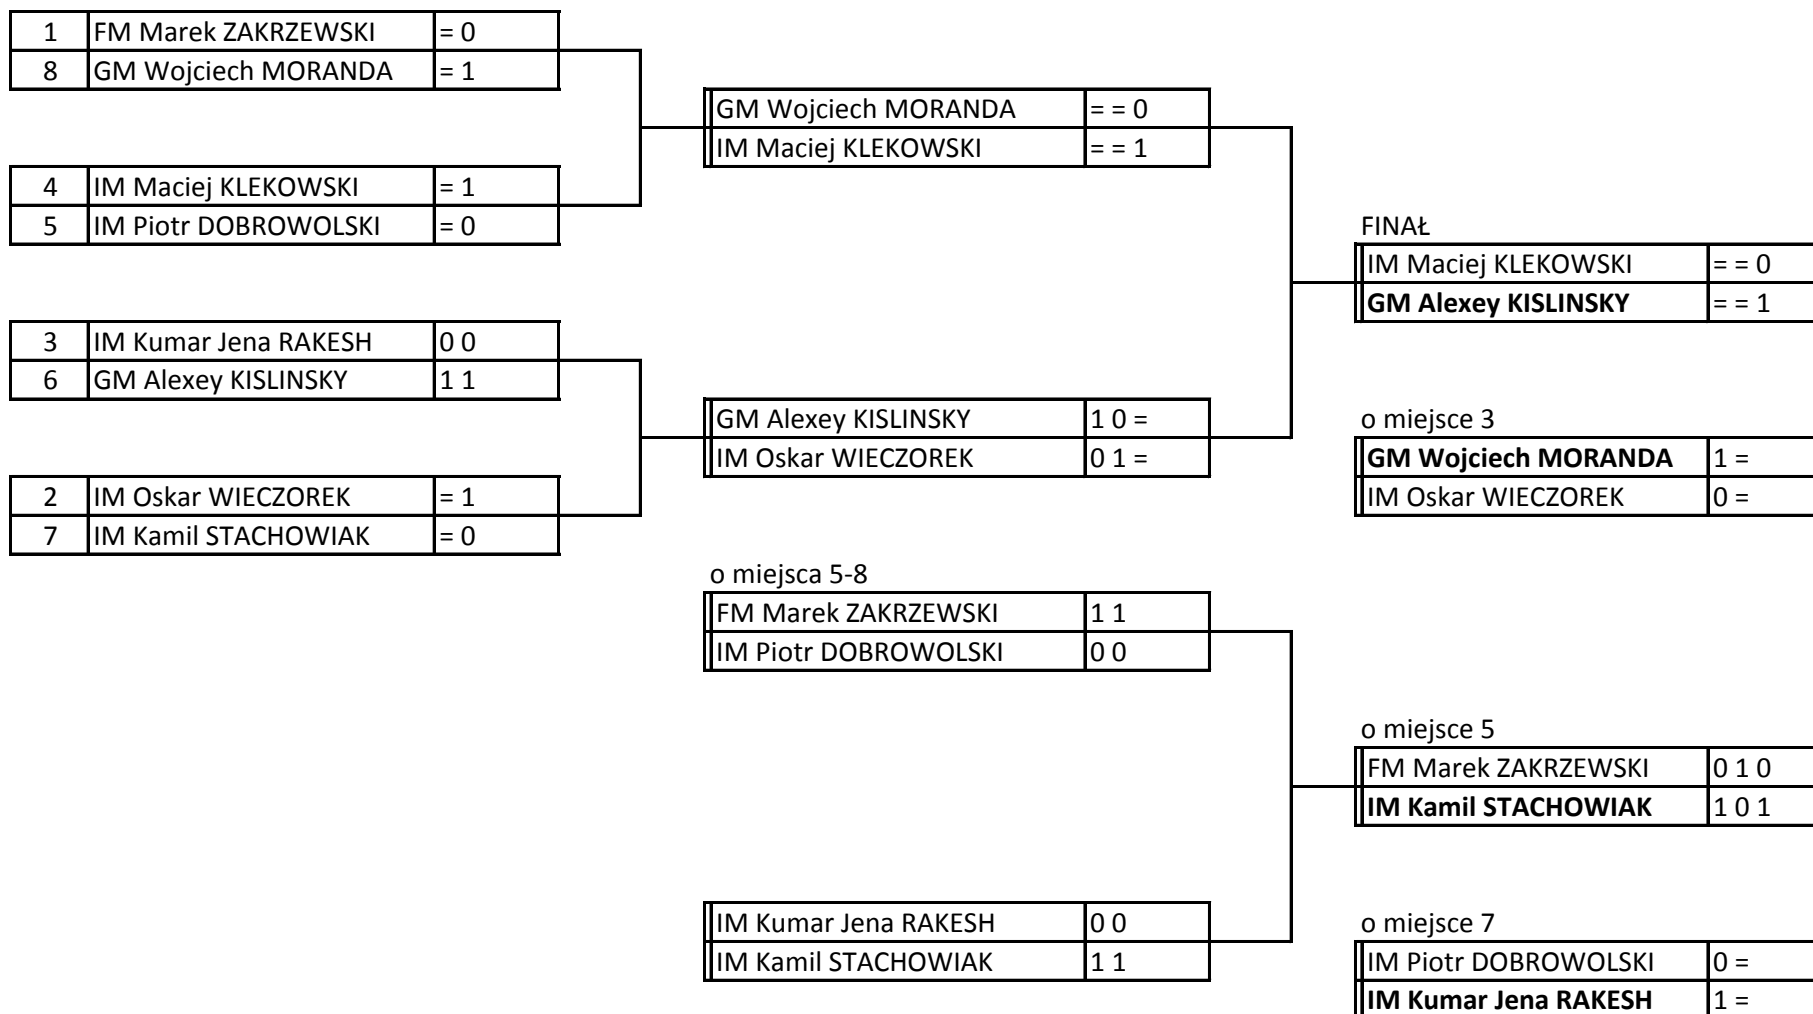 1 FM Marek ZAKRZEWSKI = 0
8 GM Wojciech MORANDA = 1
4 IM Maciej KLEKOWSKI = 1
5 IM Piotr DOBROWOLSKI = 0
3 IM Kumar Jena RAKESH 0 0
6 GM Alexey KISLINSKY 1 1
2 IM Oskar WIECZOREK = 1
7 IM Kamil STACHOWIAK = 0
GM Wojciech MORANDA = = 0
IM Maciej KLEKOWSKI = = 1
GM Alexey KISLINSKY 1 0 =
IM Oskar WIECZOREK 0 1 =
o miejsca 5-8
FM Marek ZAKRZEWSKI 1 1
IM Piotr DOBROWOLSKI 0 0
IM Kumar Jena RAKESH 0 0
IM Kamil STACHOWIAK 1 1
FINAŁ
IM Maciej KLEKOWSKI = = 0
GM Alexey KISLINSKY = = 1
o miejsce 3
GM Wojciech MORANDA 1 =
IM Oskar WIECZOREK 0 =
o miejsce 5
FM Marek ZAKRZEWSKI 0 1 0
IM Kamil STACHOWIAK 1 0 1
o miejsce 7
IM Piotr DOBROWOLSKI 0 =
IM Kumar Jena RAKESH 1 =